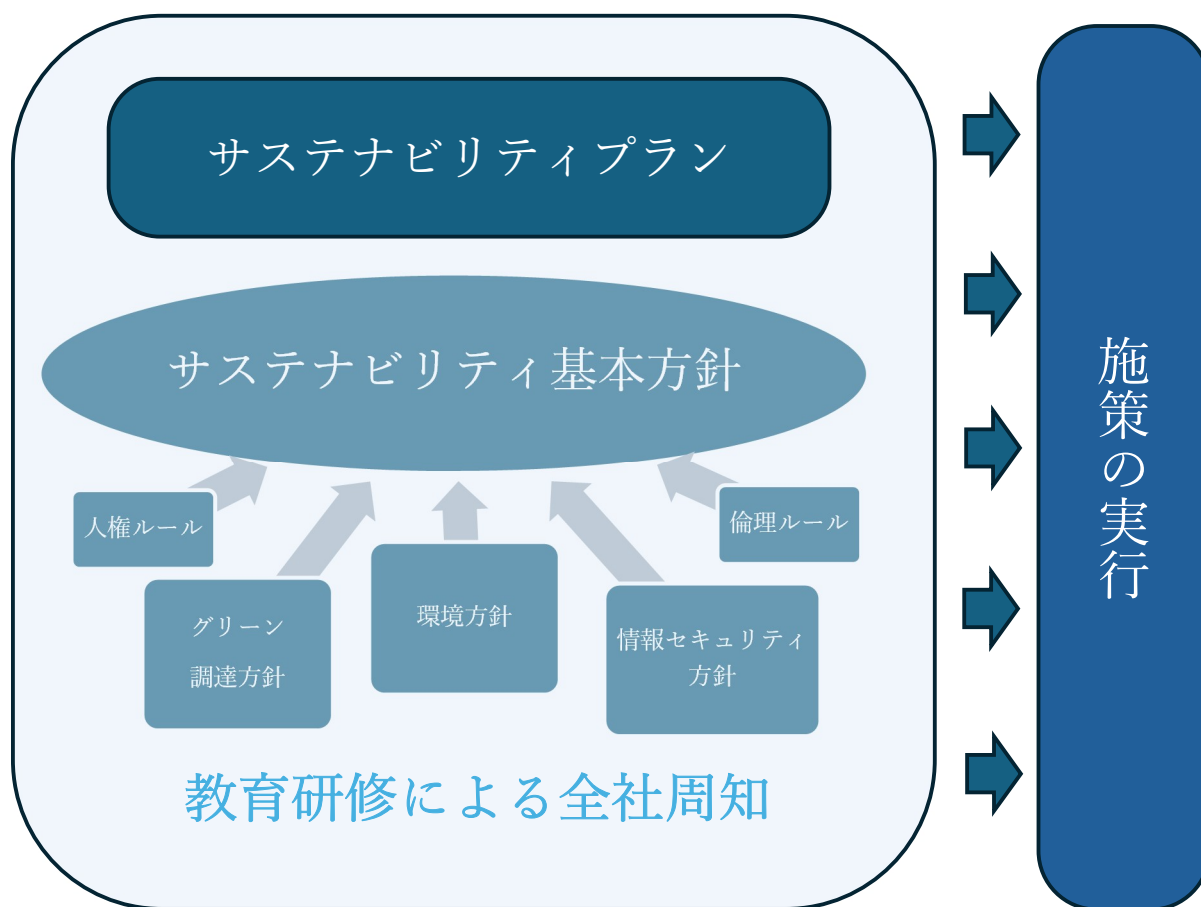 サステナビリティプラン
サステナビリティ基本方針
人権ルール
倫理ルール
グリーン
調達方針
環境方針
情報セキュリティ
方針
教育研修による全社周知
施策の実行